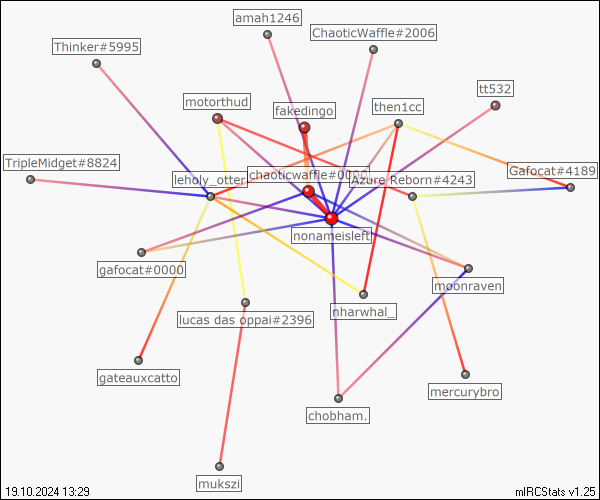 amah1246
ChaoticWaffle#2006
Thinker#5995
tt532
motorthud
fakedingo
then1cc
TripleMidget#8824
leholy_otter
chaoticwaffle#0000
Azure Reborn#4243
Gafocat#4189
nonameisleft
gafocat#0000
moonraven
nharwhal_
lucas das oppai#2396
gateauxcatto
mercurybro
chobham.
mukszi
19.10.2024 13:29
mIRCStats v1.25